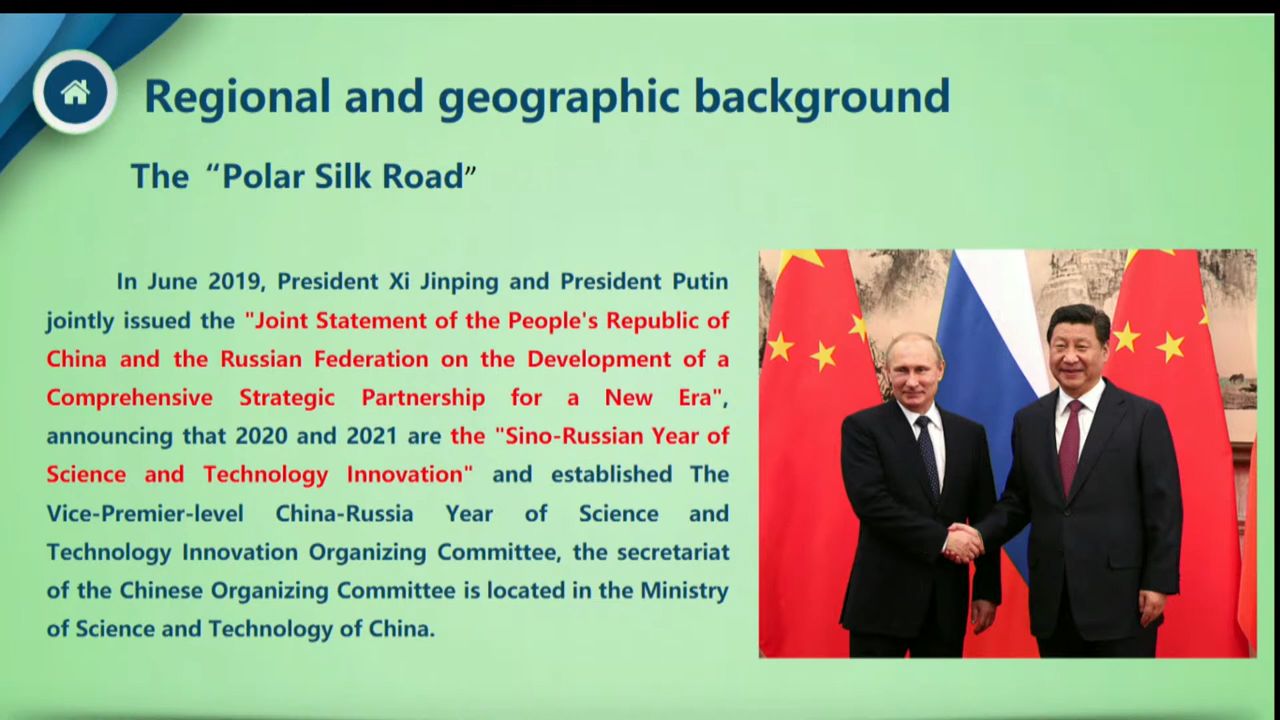 Regional and geographic background
The “Polar Silk Road”
In June 2019, President Xi Jinping and President Putin
jointly issued the "Joint Statement of the People's Republic of
China and the Russian Federation on the Development of a
Comprehensive Strategic Partnership for a New Era",
announcing that 2020 and 2021 are the "Sino-Russian Year of
Science and Technology Innovation" and established The
Vice-Premier-level China-Russia Year of Science and
Technology Innovation Organizing Committee, the secretariat
of the Chinese Organizing Committee is located in the Ministry
of Science and Technology of China.